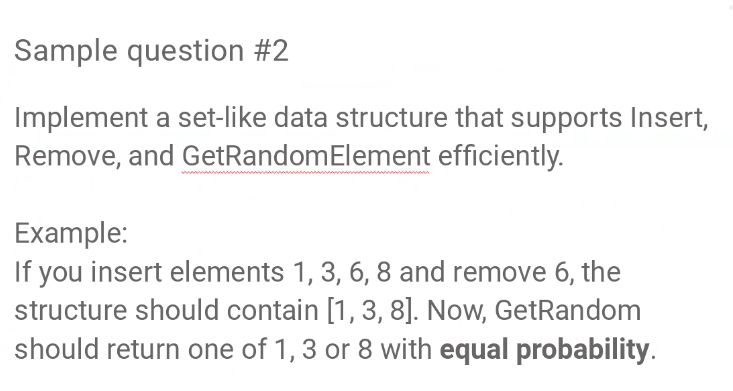 Sample question #2
Implement a set-like data structure that supports Insert,
Remove, and GetRandomElement efficiently.
Example:
If you insert elements 1, 3, 6, 8 and remove 6, the
structure should contain [1, 3, 8]. Now, GetRandom
should return one of 1, 3 or 8 with equal probability.